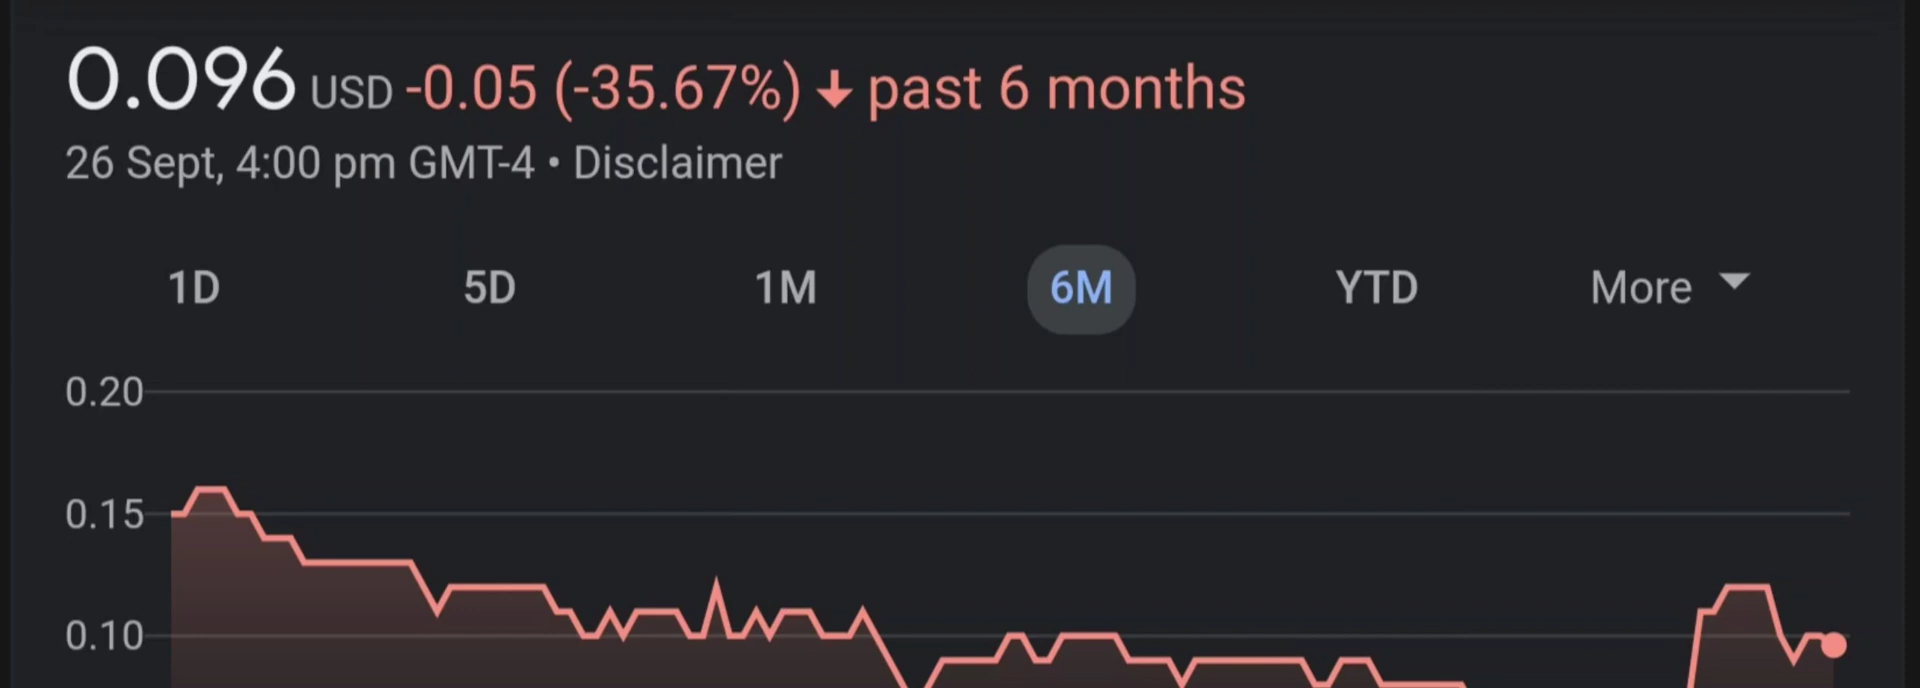 0.096 USD -0.05 (-35.67%) ↓ past 6 months
26 Sept, 4:00 pm GMT-4 • Disclaimer
1D 5D 1M 6M YTD More
0.20
0.15
0.10